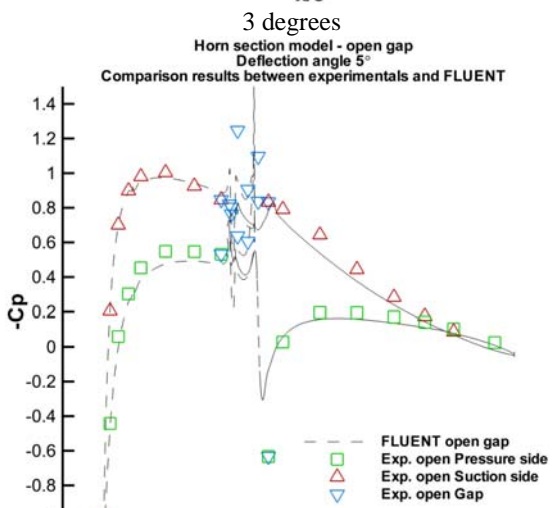 3 degrees
Horn section model - open gap
Deflection angle 5°
Comparison results between experimentals and FLUENT
1.4
1.2
1
0.8
0.6
0.4
0.2
0
-0.2
-0.4
-0.6
-0.8
-Cp
FLUENT open gap
Exp. open Pressure side
Exp. open Suction side
Exp. open Gap